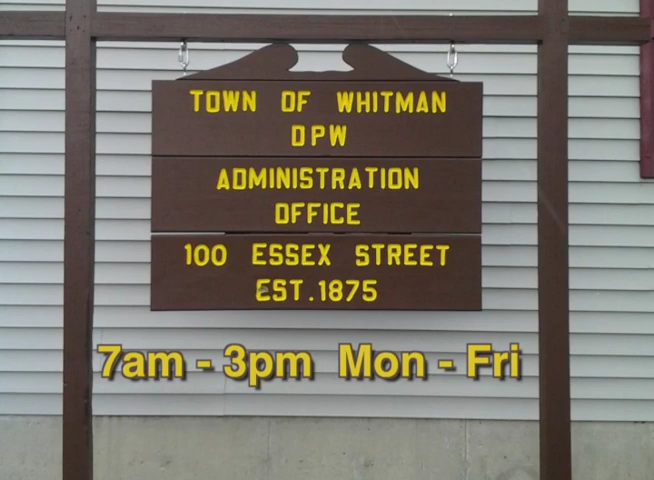 TOWN OF WHITMAN
DPW
ADMINISTRATION
OFFICE
100 ESSEX STREET
EST.1875
7am - 3pm Mon - Fri